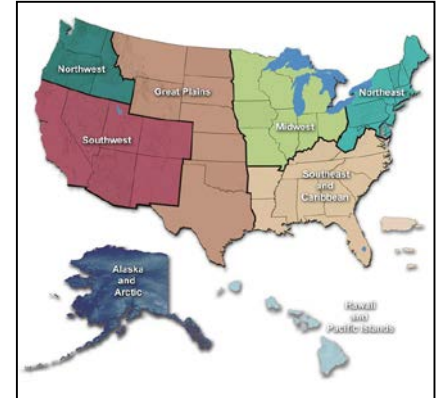 Northwest
Great Plains
Northeast
Midwest
Southwest
Southeast
and
Caribbean
Alaska
and
Arctic
Hawaii
and
Pacific Islands